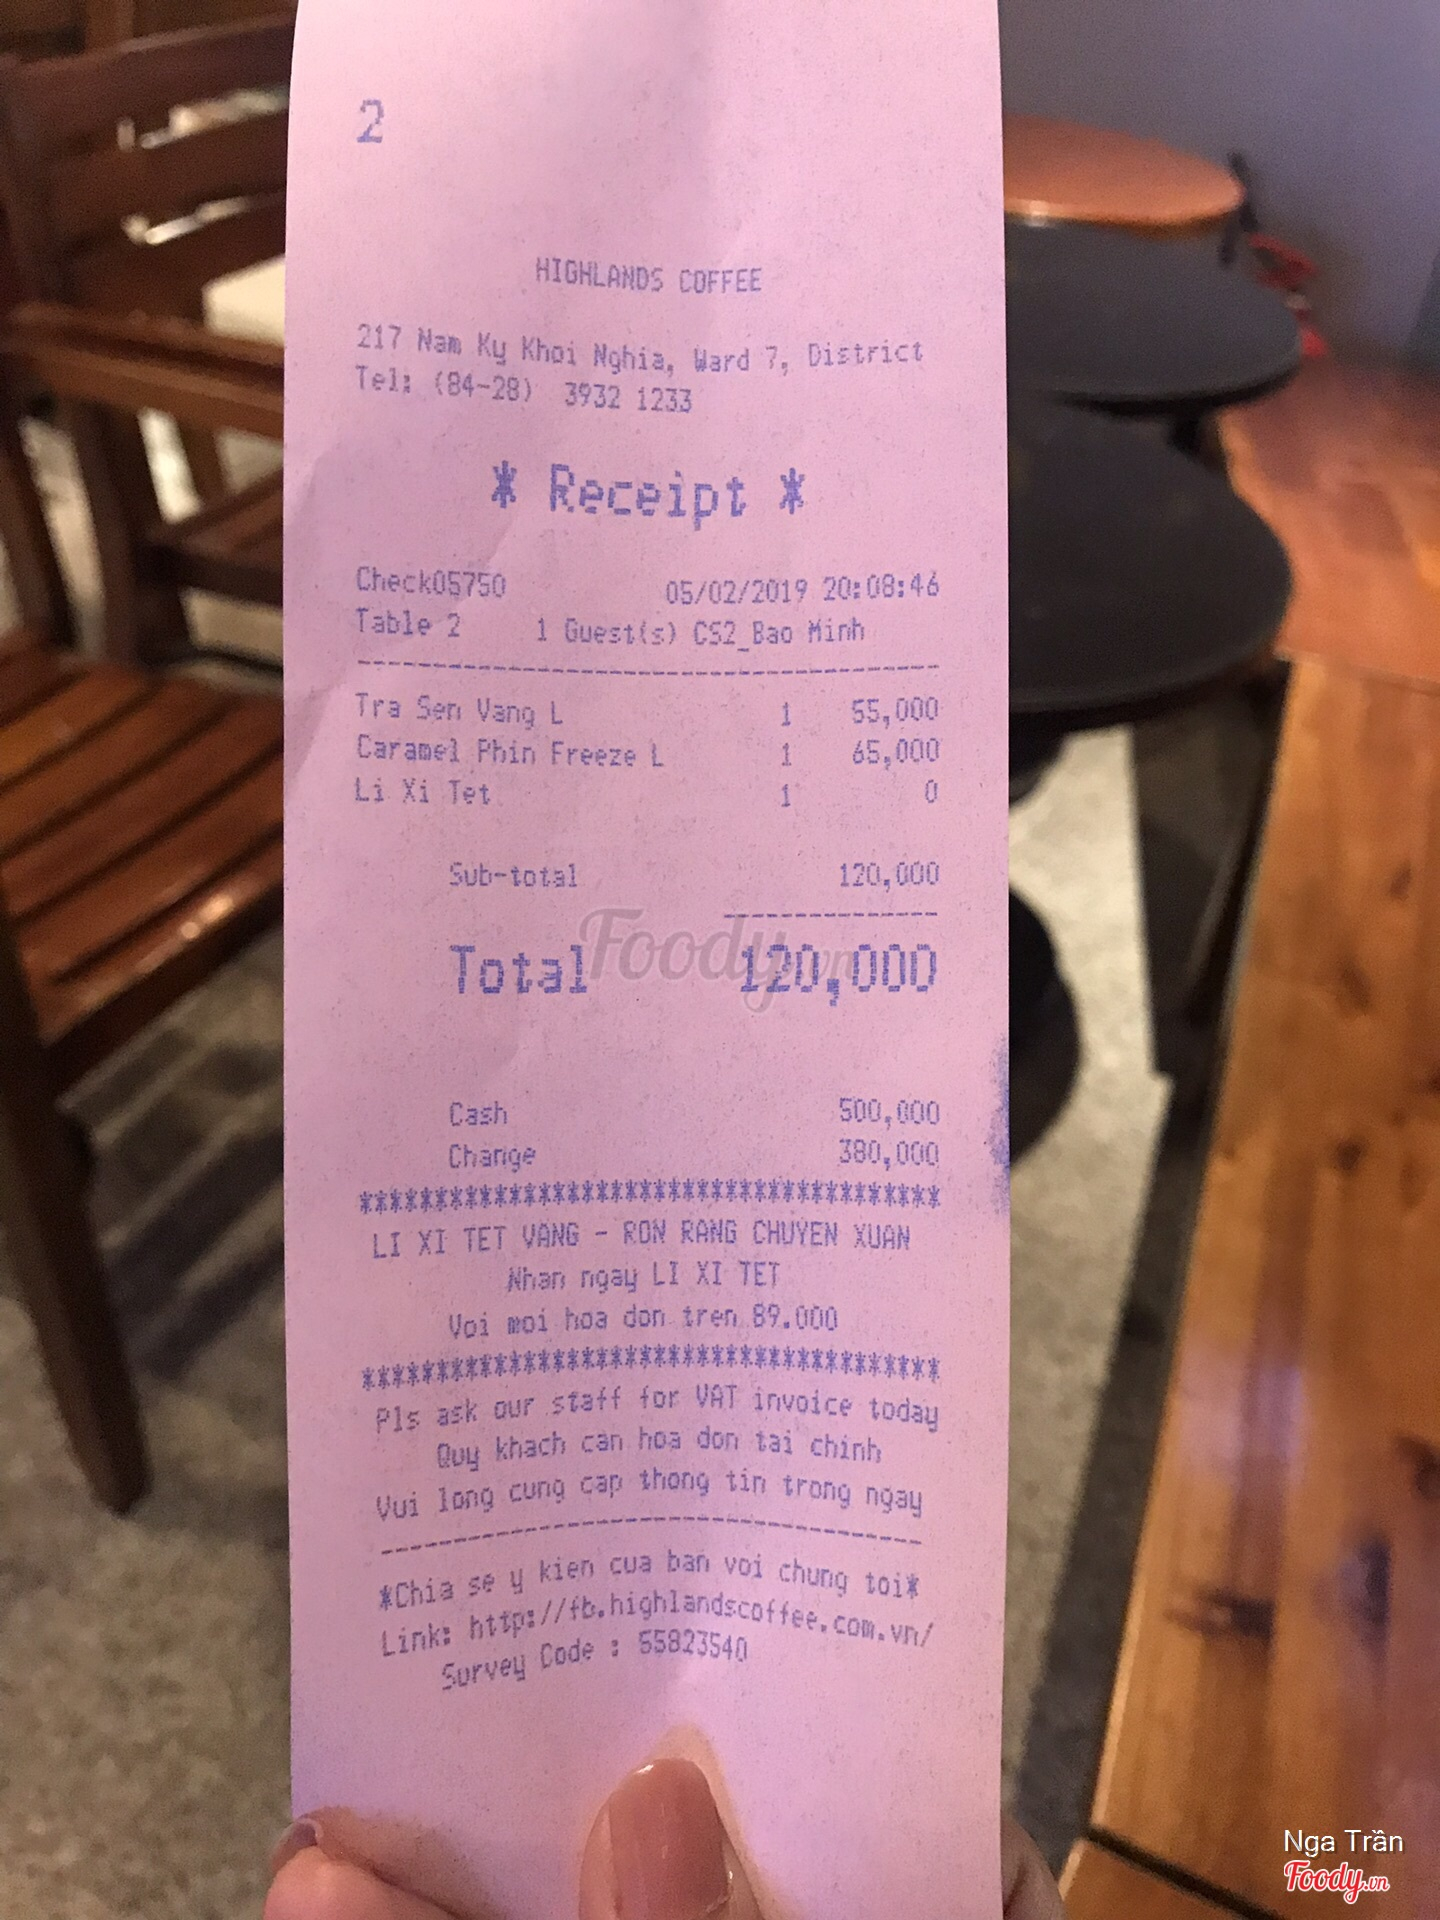 2
HIGHLANDS COFFEE
217 Nam Ky Khoi Nghia, Ward 7, District
Tel: (84-28) 3932 1233
* Receipt *
Check05750 05/02/2019 20:08:46
Table 2 1 Guest(s) CS2_Bao Minh
----------------------------------------
Tra Sen Vang L 1 55,000
Caramel Phin Freeze L 1 65,000
Li Xi Tet 1 0
Sub-total 120,000
---------------
Total 120,000
Foody.vn
Cash 500,000
Change 380,000
****************************************
LI XI TET VANG - RON RANG CHUYEN XUAN
Nhan ngay LI XI TET
Voi moi hoa don tren 89.000
****************************************
Pls ask our staff for VAT invoice today
Quy khach can hoa don tai chinh
Vui long cung cap thong tin trong ngay
----------------------------------------
*Chia se y kien cua ban voi chung toi*
Link: http://fb.highlandscoffee.com.vn/
Survey Code : 55823540
Nga Trần
Foody.vn